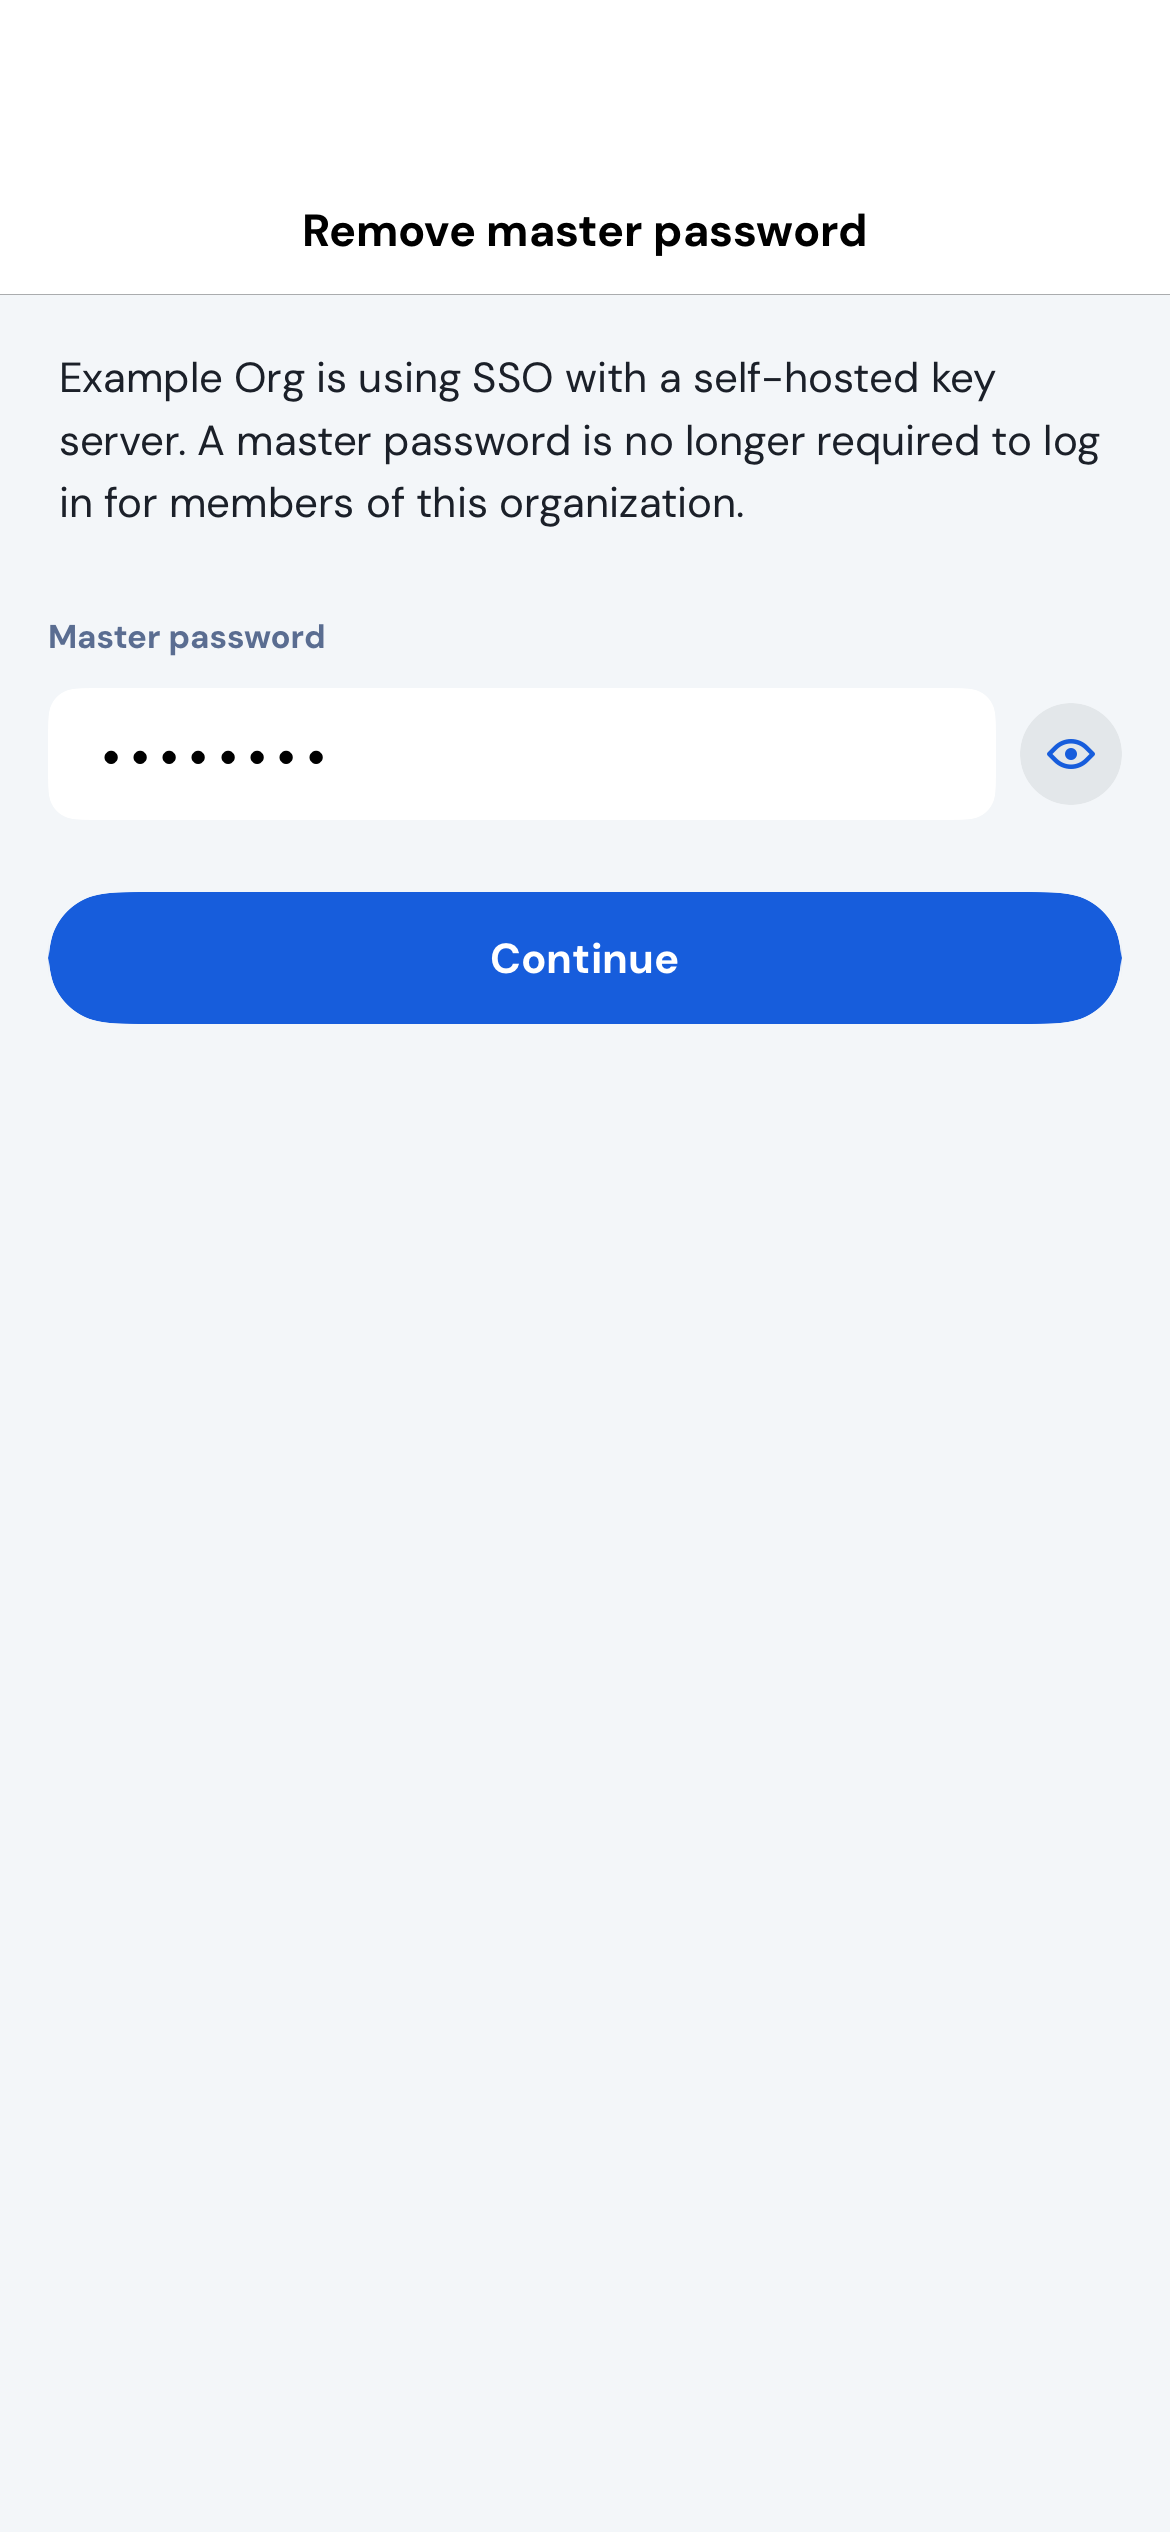 Remove master password
Example Org is using SSO with a self-hosted key
server. A master password is no longer required to log
in for members of this organization.
Master password
••••••••
Continue